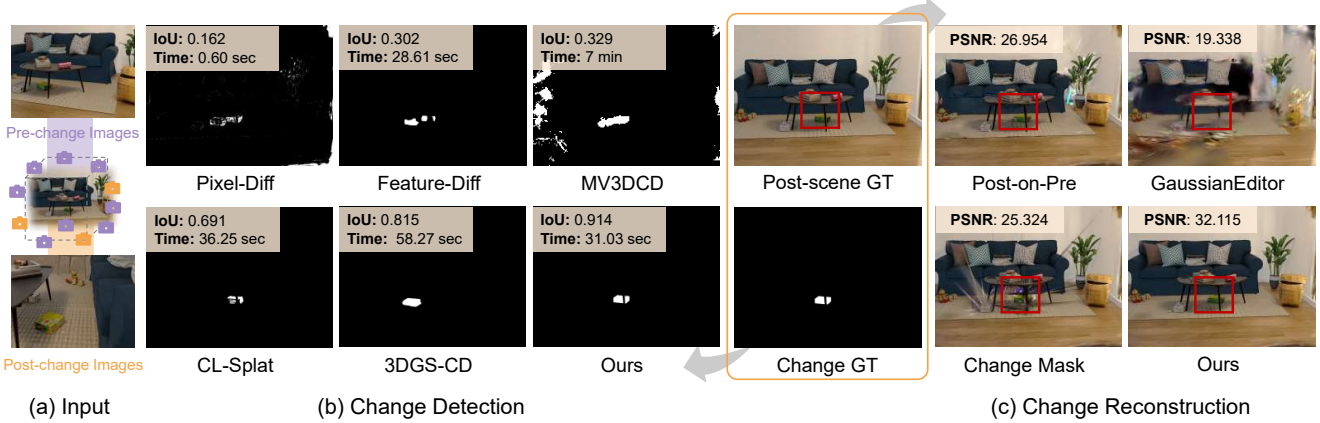 Pre-change Images
Post-change Images
(a) Input
IoU: 0.162
Time: 0.60 sec
Pixel-Diff
IoU: 0.302
Time: 28.61 sec
Feature-Diff
IoU: 0.329
Time: 7 min
MV3DCD
IoU: 0.691
Time: 36.25 sec
CL-Splat
IoU: 0.815
Time: 58.27 sec
3DGS-CD
IoU: 0.914
Time: 31.03 sec
Ours
(b) Change Detection
Post-scene GT
Change GT
PSNR: 26.954
Post-on-Pre
PSNR: 19.338
GaussianEditor
PSNR: 25.324
Change Mask
PSNR: 32.115
Ours
(c) Change Reconstruction